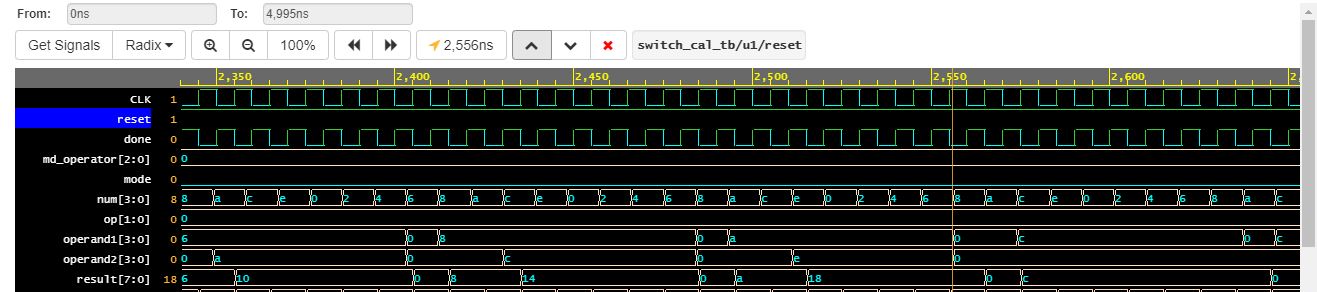 From: 0ns To: 4,995ns
Get Signals Radix 100% 2,556ns switch_cal_tb/u1/reset
2,350 2,400 2,450 2,500 2,550 2,600
CLK 1
reset 1
done 0
md_operator[2:0] 0 0
mode 0
num[3:0] 8 8 a c e 0 2 4 6 8 a c e 0 2 4 6 8 a c e 0 2 4 6 8 a c e 0 2 4 6 8 a c
op[1:0] 0 0
operand1[3:0] 0 6 0 8 0 a 0 c 0 c
operand2[3:0] 0 0 a 0 c 0 e 0
result[7:0] 18 6 10 0 8 14 0 a 18 0 c 0